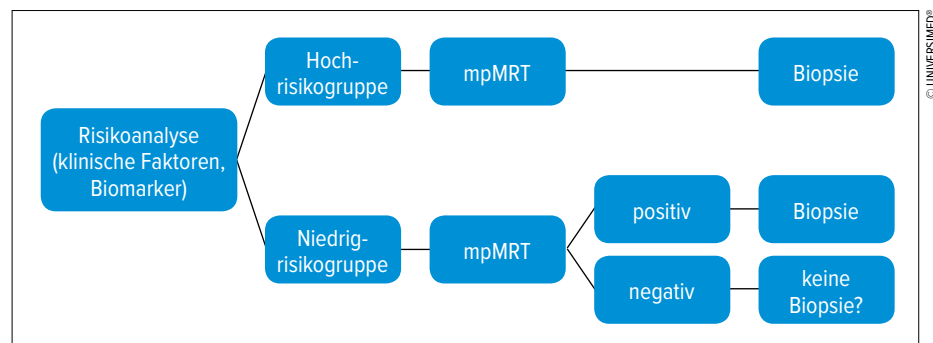 Hoch-
risikogruppe
mpMRT
Biopsie
Risikoanalyse
(klinische Faktoren,
Biomarker)
Niedrig-
risikogruppe
mpMRT
positiv
Biopsie
negativ
keine
Biopsie?
© UNIVERSIMED®